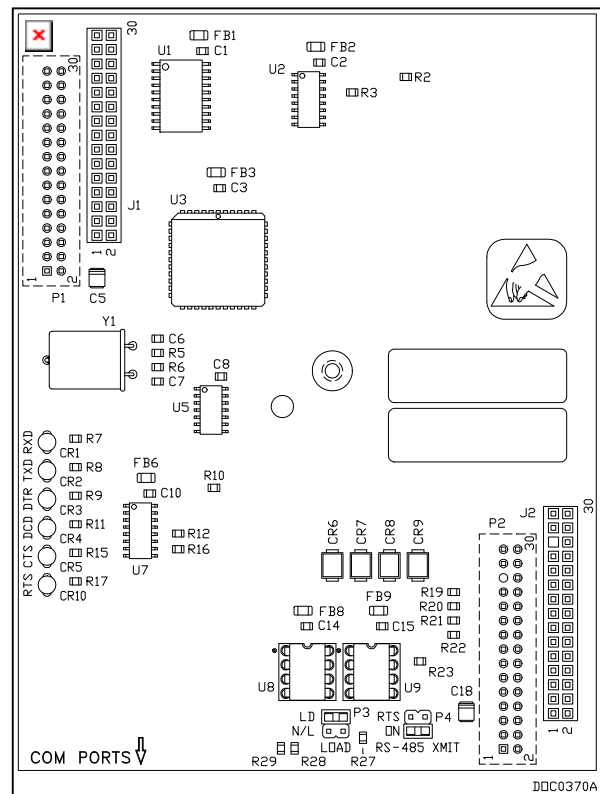 30
FB1
U1
C1
FB2
U2
C2
R2
R3
30
J1
1 2
1
P1
2
C5
FB3
C3
U3
Y1
C6
R5
R6
C7
C8
U5
RXD
CR1
R7
TXD
CR2
R8
DTR
CR3
R9
DCD
CR4
R11
CTS
CR5
R15
RTS
CR10
R17
FB6
C10
R10
R12
R16
U7
CR6
CR7
CR8
CR9
J2
30
P2
30
R19
R20
R21
R22
FB8
FB9
C14
C15
R23
U8
U9
C18
LD
P3
N/L
LOAD
RTS
P4
ON
RS-485 XMIT
R29
R28
R27
1
2
1 2
COM PORTS
DOC0370A